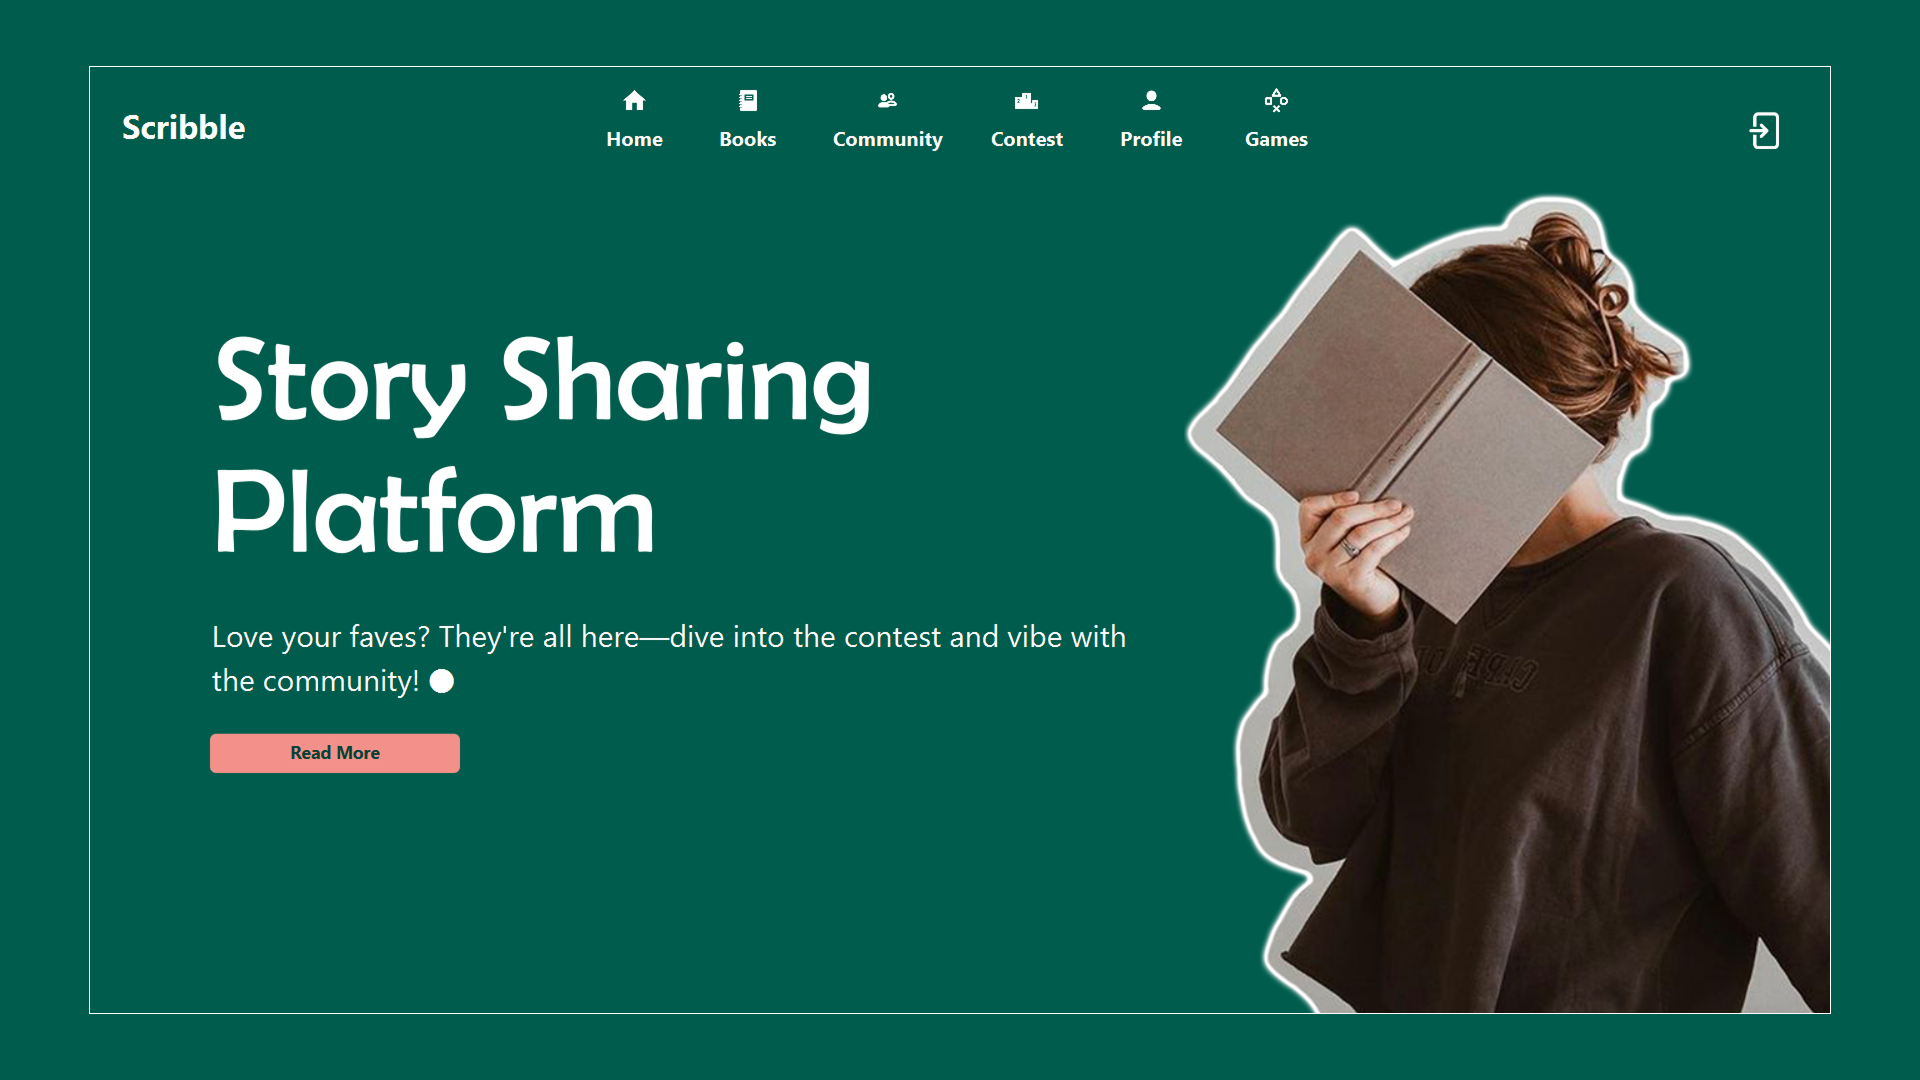 Scribble
Home Books Community Contest Profile Games
Story Sharing
Platform
Love your faves? They're all here—dive into the contest and vibe with
the community!
Read More